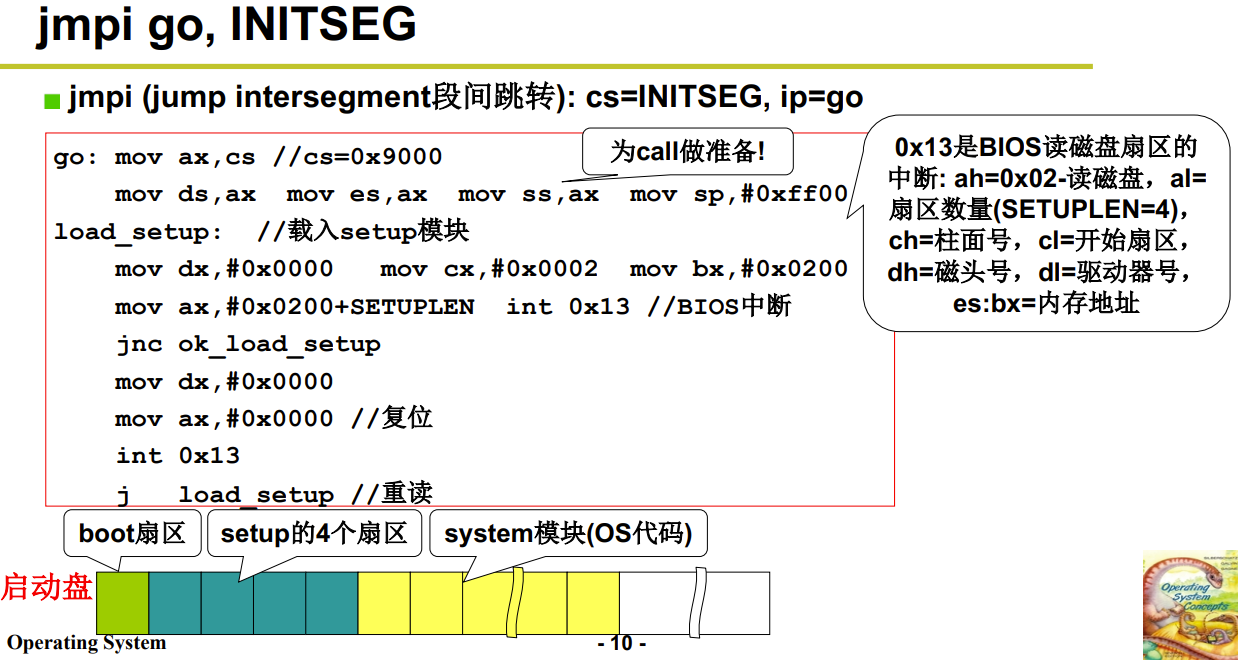 jmpi go, INITSEG
jmpi (jump intersegment段间跳转): cs=INITSEG, ip=go
为call做准备!
go: mov ax,cs //cs=0x9000
mov ds,ax mov es,ax mov ss,ax mov sp,#0xff00
load_setup: //载入setup模块
mov dx,#0x0000 mov cx,#0x0002 mov bx,#0x0200
mov ax,#0x0200+SETUPLEN int 0x13 //BIOS中断
jnc ok_load_setup
mov dx,#0x0000
mov ax,#0x0000 //复位
int 0x13
j load_setup //重读
0x13是BIOS读磁盘扇区的
中断: ah=0x02-读磁盘，al=
扇区数量(SETUPLEN=4)，
ch=柱面号，cl=开始扇区，
dh=磁头号，dl=驱动器号，
es:bx=内存地址
boot扇区
setup的4个扇区
system模块(OS代码)
启动盘
Operating System
- 10 -
Operating
System
Concepts